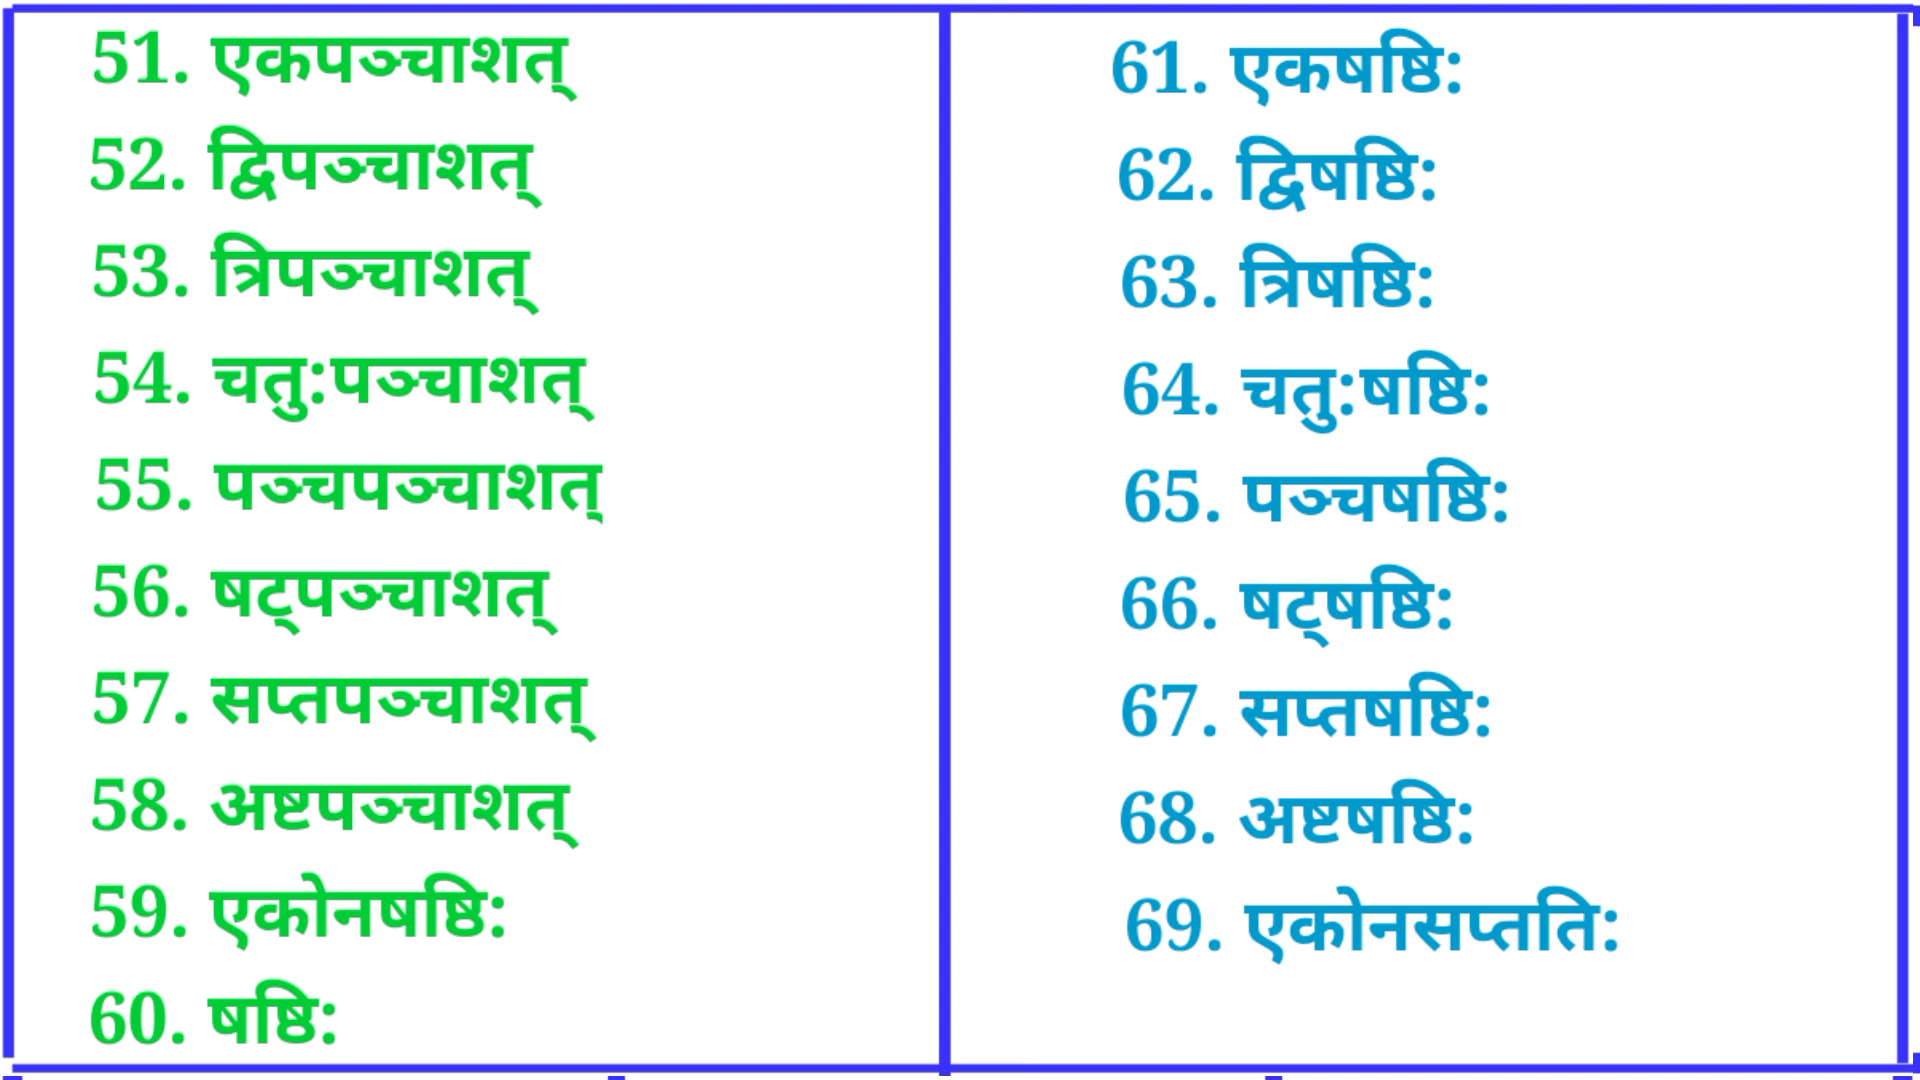 51. एकपञ्चाशत्
52. द्विपञ्चाशत्
53. त्रिपञ्चाशत्
54. चतु:पञ्चाशत्
55. पञ्चपञ्चाशत्
56. षट्पञ्चाशत्
57. सप्तपञ्चाशत्
58. अष्टपञ्चाशत्
59. एकोनषष्ठि:
60. षष्ठि:
61. एकषष्ठि:
62. द्विषष्ठि:
63. त्रिषष्ठि:
64. चतु:षष्ठि:
65. पञ्चषष्ठि:
66. षट्षष्ठि:
67. सप्तषष्ठि:
68. अष्टषष्ठि:
69. एकोनसप्तति: